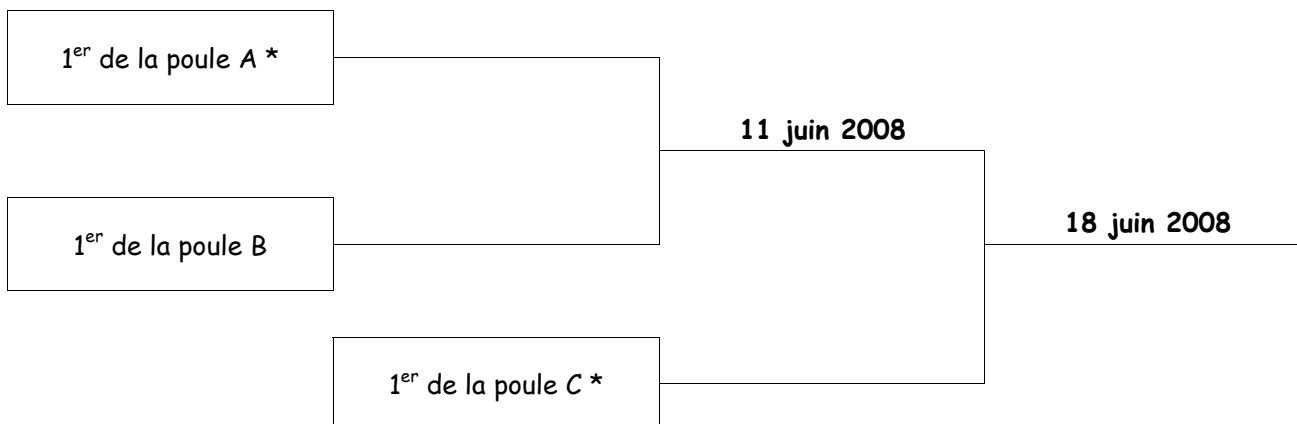 1er de la poule A *
11 juin 2008
18 juin 2008
1er de la poule B
1er de la poule C *